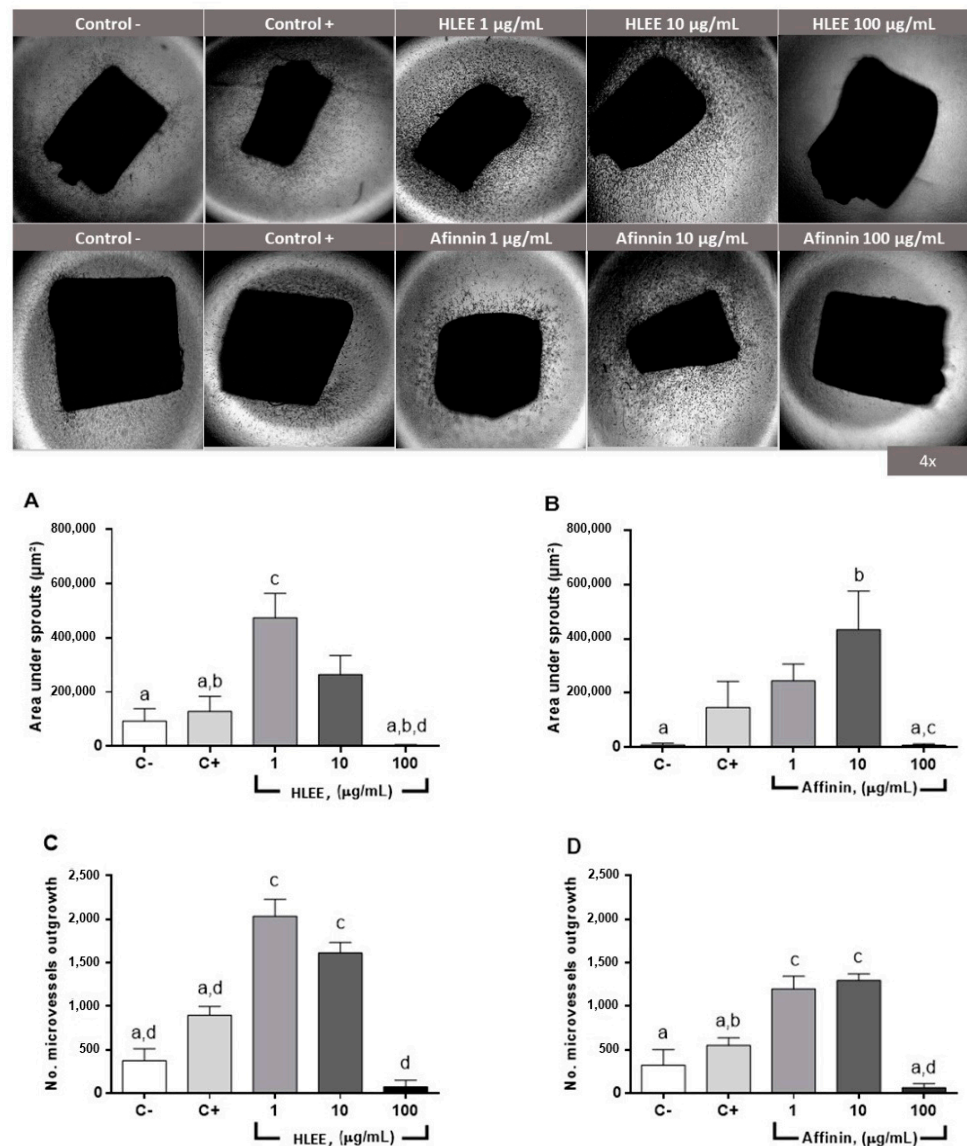 Control - Control + HLEE 1 µg/mL HLEE 10 µg/mL HLEE 100 µg/mL
Control - Control + Afinnin 1 µg/mL Afinnin 10 µg/mL Afinnin 100 µg/mL
4x
A
Area under sprouts (µm²)
800,000
600,000
400,000
200,000
0
a
a,b
c
a,b,d
C- C+ 1 10 100
HLEE, (µg/mL)
B
Area under sprouts (µm²)
800,000
600,000
400,000
200,000
0
a
b
a,c
C- C+ 1 10 100
Affinin, (µg/mL)
C
No. microvessels outgrowth
2,500
2,000
1,500
1,000
500
0
a,d
a,d
c
c
d
C- C+ 1 10 100
HLEE, (µg/mL)
D
No. microvessels outgrowth
2,500
2,000
1,500
1,000
500
0
a
a,b
c
c
a,d
C- C+ 1 10 100
Affinin, (µg/mL)